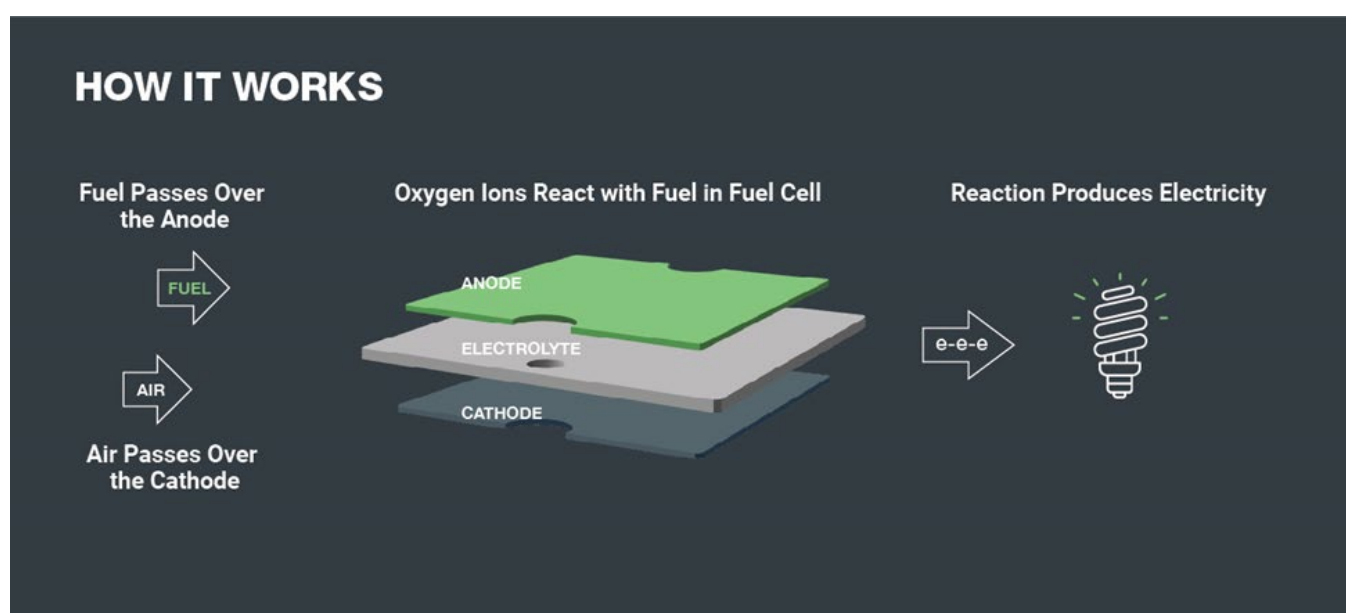 HOW IT WORKS
Fuel Passes Over
the Anode
FUEL
AIR
Air Passes Over
the Cathode
Oxygen Ions React with Fuel in Fuel Cell
ANODE
ELECTROLYTE
CATHODE
Reaction Produces Electricity
e-e-e